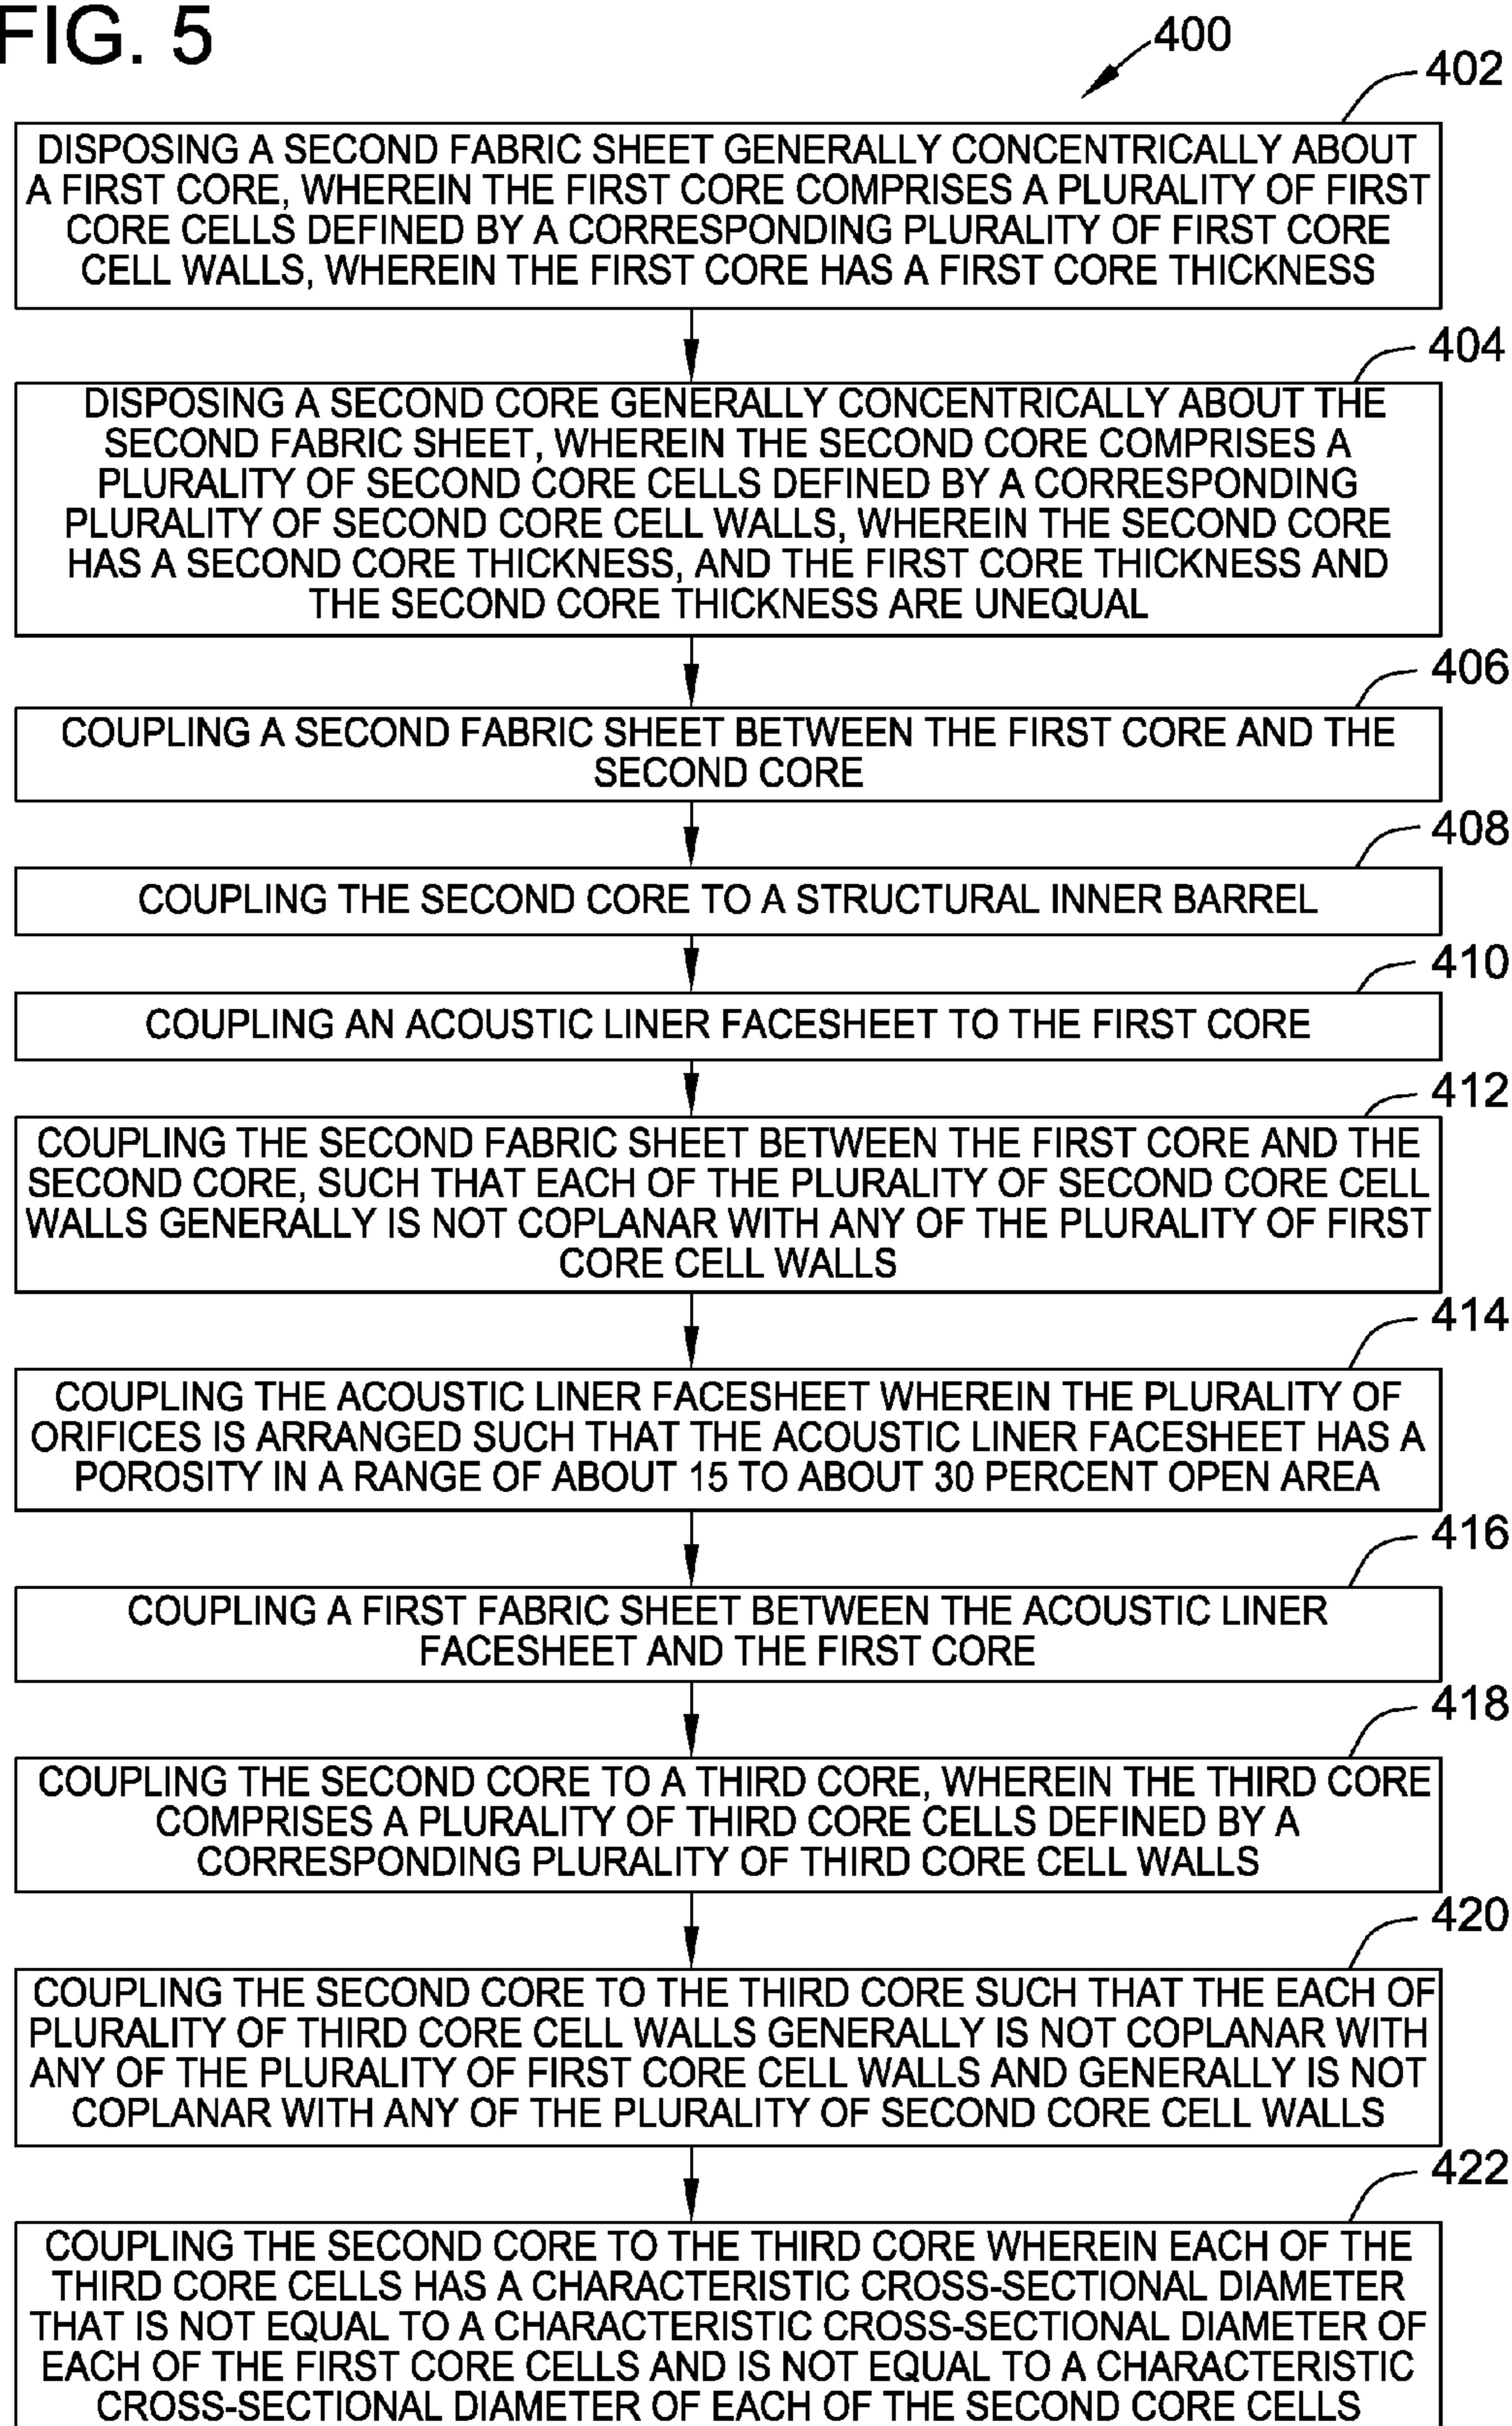 FIG. 5
400
402
DISPOSING A SECOND FABRIC SHEET GENERALLY CONCENTRICALLY ABOUT
A FIRST CORE, WHEREIN THE FIRST CORE COMPRISES A PLURALITY OF FIRST
CORE CELLS DEFINED BY A CORRESPONDING PLURALITY OF FIRST CORE
CELL WALLS, WHEREIN THE FIRST CORE HAS A FIRST CORE THICKNESS
404
DISPOSING A SECOND CORE GENERALLY CONCENTRICALLY ABOUT THE
SECOND FABRIC SHEET, WHEREIN THE SECOND CORE COMPRISES A
PLURALITY OF SECOND CORE CELLS DEFINED BY A CORRESPONDING
PLURALITY OF SECOND CORE CELL WALLS, WHEREIN THE SECOND CORE
HAS A SECOND CORE THICKNESS, AND THE FIRST CORE THICKNESS AND
THE SECOND CORE THICKNESS ARE UNEQUAL
406
COUPLING A SECOND FABRIC SHEET BETWEEN THE FIRST CORE AND THE
SECOND CORE
408
COUPLING THE SECOND CORE TO A STRUCTURAL INNER BARREL
410
COUPLING AN ACOUSTIC LINER FACESHEET TO THE FIRST CORE
412
COUPLING THE SECOND FABRIC SHEET BETWEEN THE FIRST CORE AND THE
SECOND CORE, SUCH THAT EACH OF THE PLURALITY OF SECOND CORE CELL
WALLS GENERALLY IS NOT COPLANAR WITH ANY OF THE PLURALITY OF FIRST
CORE CELL WALLS
414
COUPLING THE ACOUSTIC LINER FACESHEET WHEREIN THE PLURALITY OF
ORIFICES IS ARRANGED SUCH THAT THE ACOUSTIC LINER FACESHEET HAS A
POROSITY IN A RANGE OF ABOUT 15 TO ABOUT 30 PERCENT OPEN AREA
416
COUPLING A FIRST FABRIC SHEET BETWEEN THE ACOUSTIC LINER
FACESHEET AND THE FIRST CORE
418
COUPLING THE SECOND CORE TO A THIRD CORE, WHEREIN THE THIRD CORE
COMPRISES A PLURALITY OF THIRD CORE CELLS DEFINED BY A
CORRESPONDING PLURALITY OF THIRD CORE CELL WALLS
420
COUPLING THE SECOND CORE TO THE THIRD CORE SUCH THAT THE EACH OF
PLURALITY OF THIRD CORE CELL WALLS GENERALLY IS NOT COPLANAR WITH
ANY OF THE PLURALITY OF FIRST CORE CELL WALLS AND GENERALLY IS NOT
COPLANAR WITH ANY OF THE PLURALITY OF SECOND CORE CELL WALLS
422
COUPLING THE SECOND CORE TO THE THIRD CORE WHEREIN EACH OF THE
THIRD CORE CELLS HAS A CHARACTERISTIC CROSS-SECTIONAL DIAMETER
THAT IS NOT EQUAL TO A CHARACTERISTIC CROSS-SECTIONAL DIAMETER OF
EACH OF THE FIRST CORE CELLS AND IS NOT EQUAL TO A CHARACTERISTIC
CROSS-SECTIONAL DIAMETER OF EACH OF THE SECOND CORE CELLS